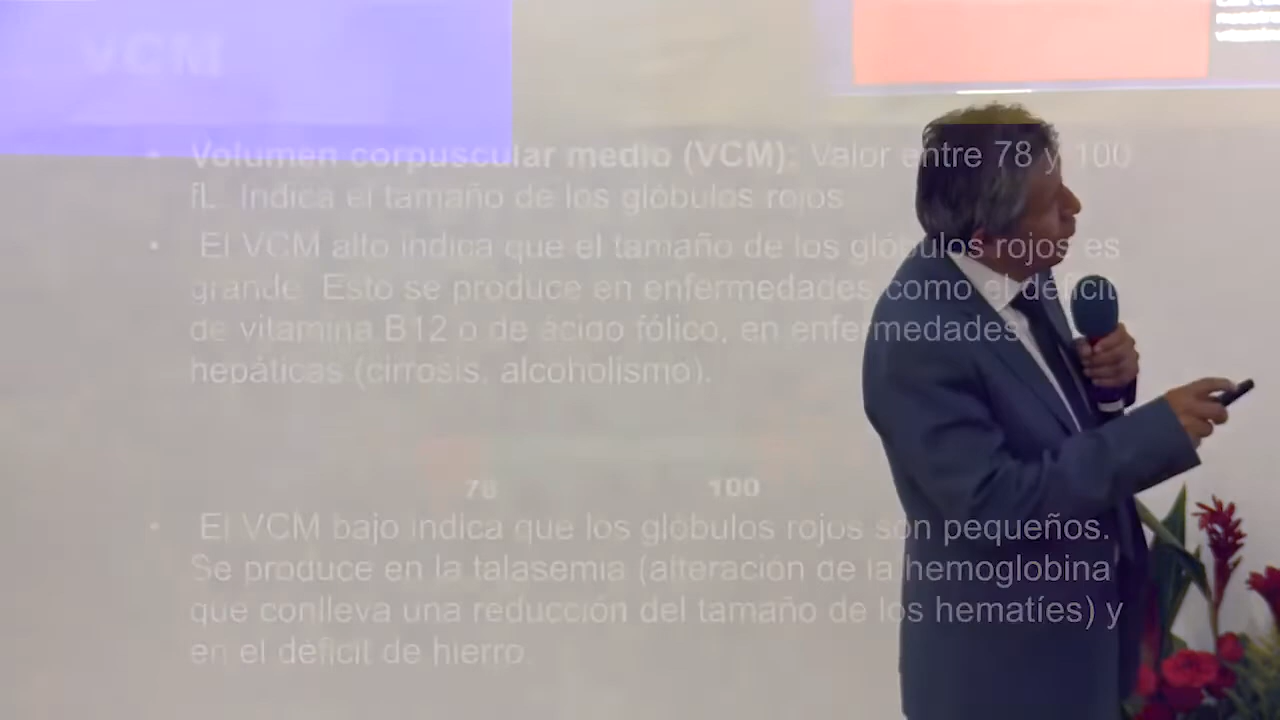 VCM
• Volumen corpuscular medio (VCM): Valor entre 78 y 100
fL. Indica el tamaño de los glóbulos rojos
• El VCM alto indica que el tamaño de los glóbulos rojos es
grande. Esto se produce en enfermedades como el déficit
de vitamina B12 o de ácido fólico, en enfermedades
hepáticas (cirrosis, alcoholismo).
78 100
• El VCM bajo indica que los glóbulos rojos son pequeños.
Se produce en la talasemia (alteración de la hemoglobina
que conlleva una reducción del tamaño de los hematíes) y
en el déficit de hierro